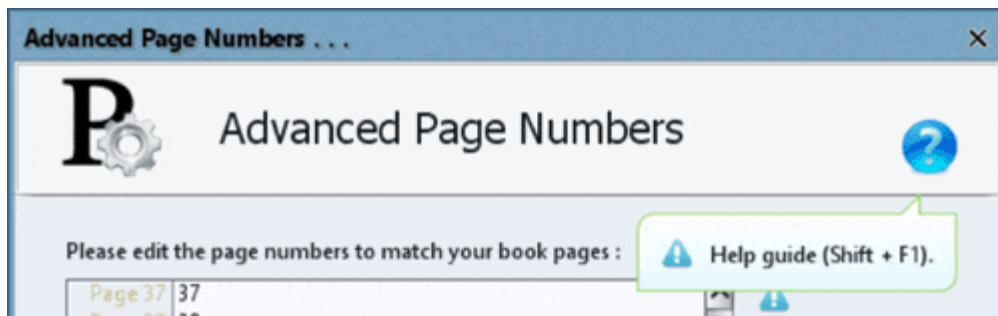 Advanced Page Numbers . . .
Advanced Page Numbers
Please edit the page numbers to match your book pages :
Help guide (Shift + F1).
Page 37 37